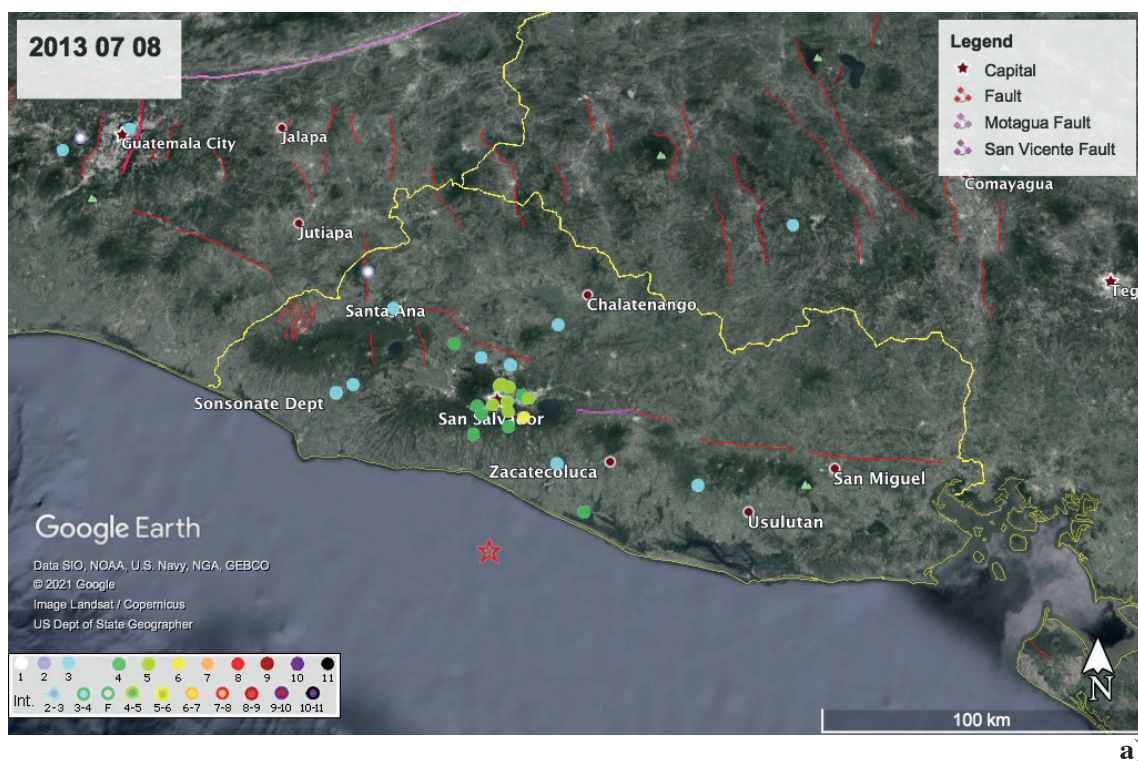 2013 07 08
Legend
Capital
Fault
Motagua Fault
San Vicente Fault
Guatemala City
Jalapa
Comayagua
Jutiapa
Teg
Chalatenango
Santa Ana
Sonsonate Dept
San Salvador
Zacatecoluca
San Miguel
Usulutan
Google Earth
Data SIO, NOAA, U.S. Navy, NGA, GEBCO
© 2021 Google
Image Landsat / Copernicus
US Dept of State Geographer
N
1 2 3 4 5 6 7 8 9 10 11
Int. 2-3 3-4 F 4-5 5-6 6-7 7-8 8-9 9-10 10-11
100 km
a)